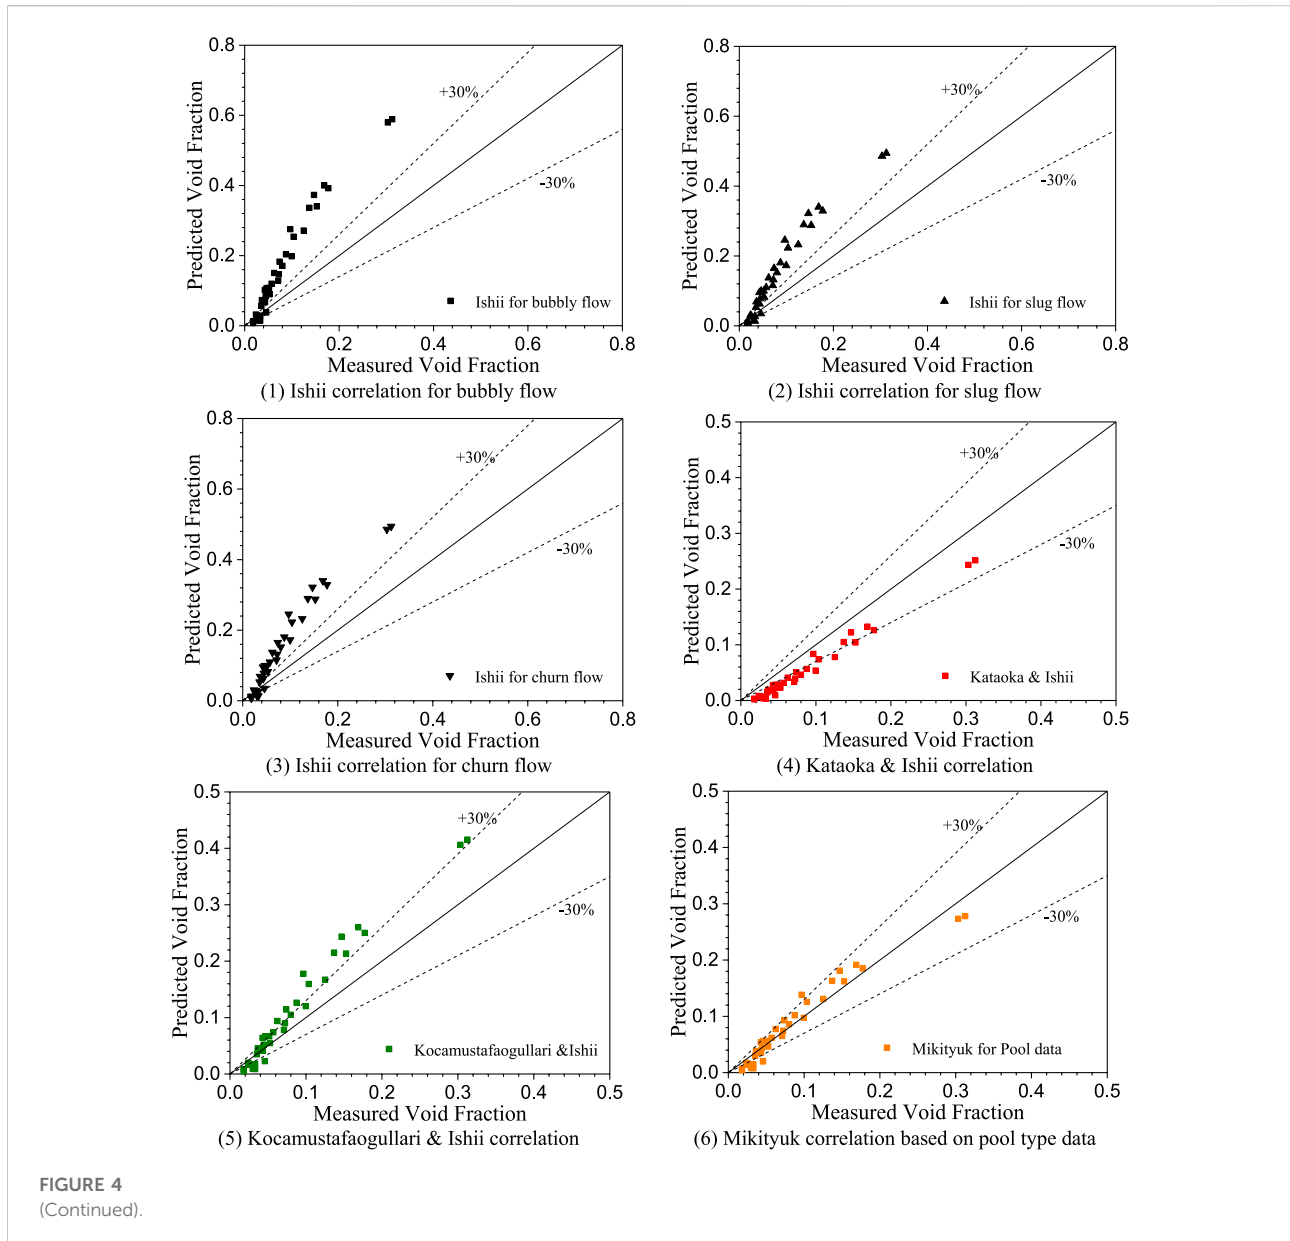 Predicted Void Fraction
0.8
0.6
0.4
0.2
0.0
+30%
-30%
Ishii for bubbly flow
0.0 0.2 0.4 0.6 0.8
Measured Void Fraction
(1) Ishii correlation for bubbly flow
Predicted Void Fraction
0.8
0.6
0.4
0.2
0.0
+30%
-30%
Ishii for slug flow
0.0 0.2 0.4 0.6 0.8
Measured Void Fraction
(2) Ishii correlation for slug flow
Predicted Void Fraction
0.8
0.6
0.4
0.2
0.0
+30%
-30%
Ishii for churn flow
0.0 0.2 0.4 0.6 0.8
Measured Void Fraction
(3) Ishii correlation for churn flow
Predicted Void Fraction
0.5
0.4
0.3
0.2
0.1
0.0
+30%
-30%
Kataoka & Ishii
0.0 0.1 0.2 0.3 0.4 0.5
Measured Void Fraction
(4) Kataoka & Ishii correlation
Predicted Void Fraction
0.5
0.4
0.3
0.2
0.1
0.0
+30%
-30%
Kocamustafaogullari &Ishii
0.0 0.1 0.2 0.3 0.4 0.5
Measured Void Fraction
(5) Kocamustafaogullari & Ishii correlation
Predicted Void Fraction
0.5
0.4
0.3
0.2
0.1
0.0
+30%
-30%
Mikityuk for Pool data
0.0 0.1 0.2 0.3 0.4 0.5
Measured Void Fraction
(6) Mikityuk correlation based on pool type data
FIGURE 4
(Continued).